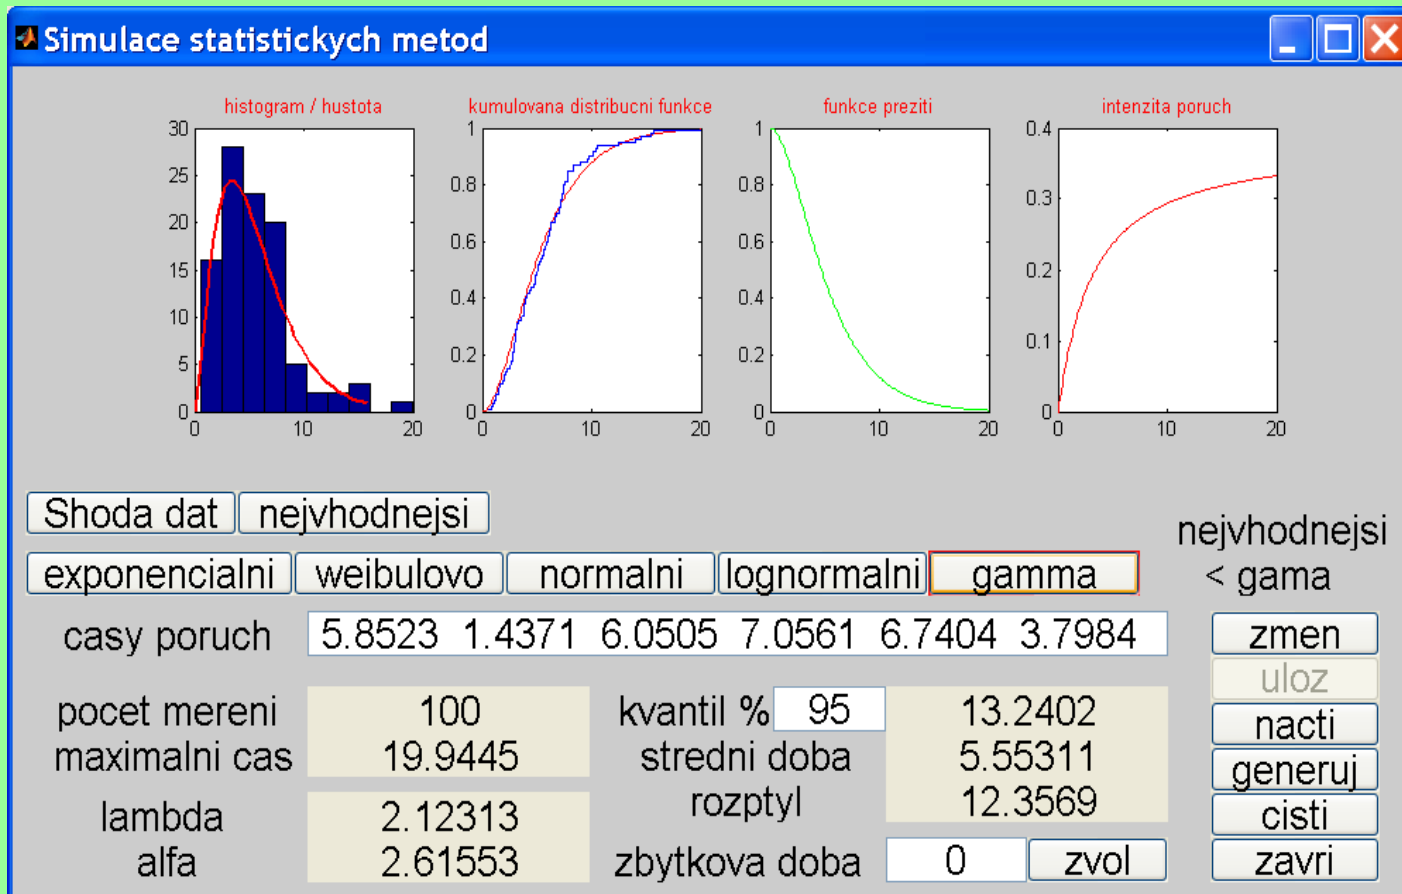 Simulace statistickych metod
histogram / hustota
kumulovana distribucni funkce
funkce preziti
intenzita poruch
30
25
20
15
10
5
0
0 10 20
1
0.8
0.6
0.4
0.2
0
0 10 20
1
0.8
0.6
0.4
0.2
0
0 10 20
0.4
0.3
0.2
0.1
0
0 10 20
Shoda dat nejvhodnejsi
nejvhodnejsi
< gama
exponencialni weibulovo normalni lognormalni gamma
casy poruch 5.8523 1.4371 6.0505 7.0561 6.7404 3.7984
pocet mereni 100
maximalni cas 19.9445
lambda 2.12313
alfa 2.61553
kvantil % 95 13.2402
stredni doba 5.55311
rozptyl 12.3569
zbytkova doba 0 zvol
zmen
uloz
nacti
generuj
cisti
zavri